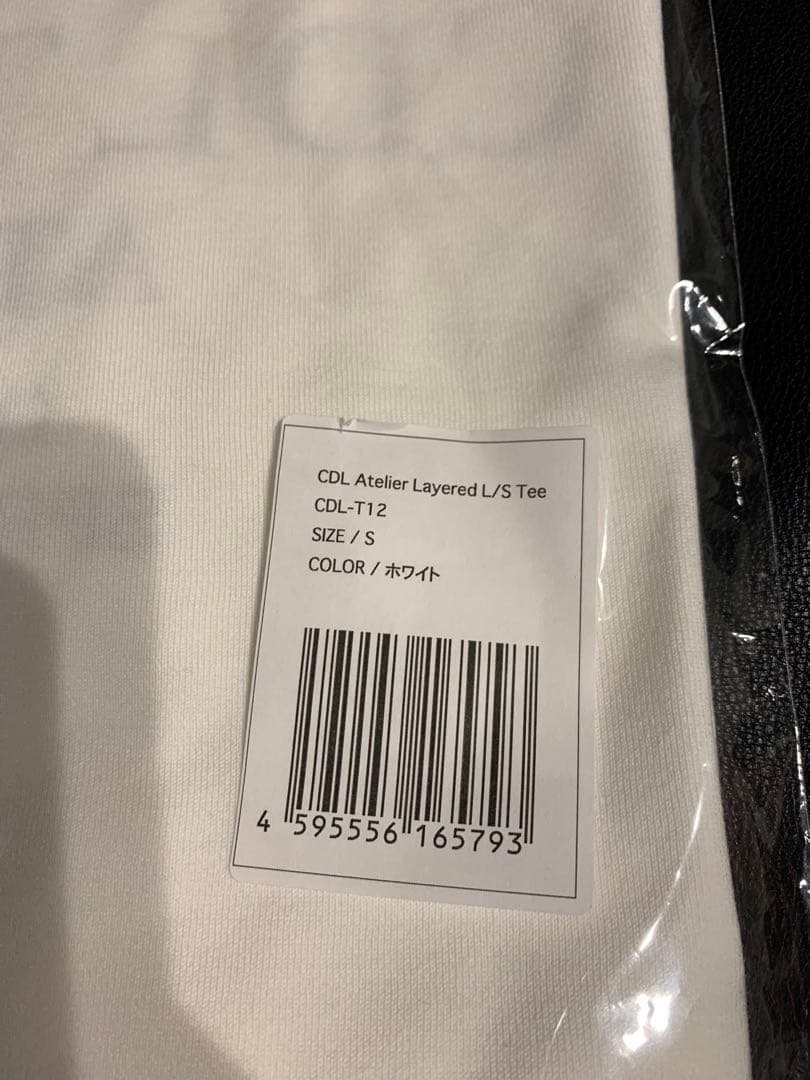 CDL Atelier Layered L/S Tee
CDL-T12
SIZE / S
COLOR / ホワイト
4 595556 165793